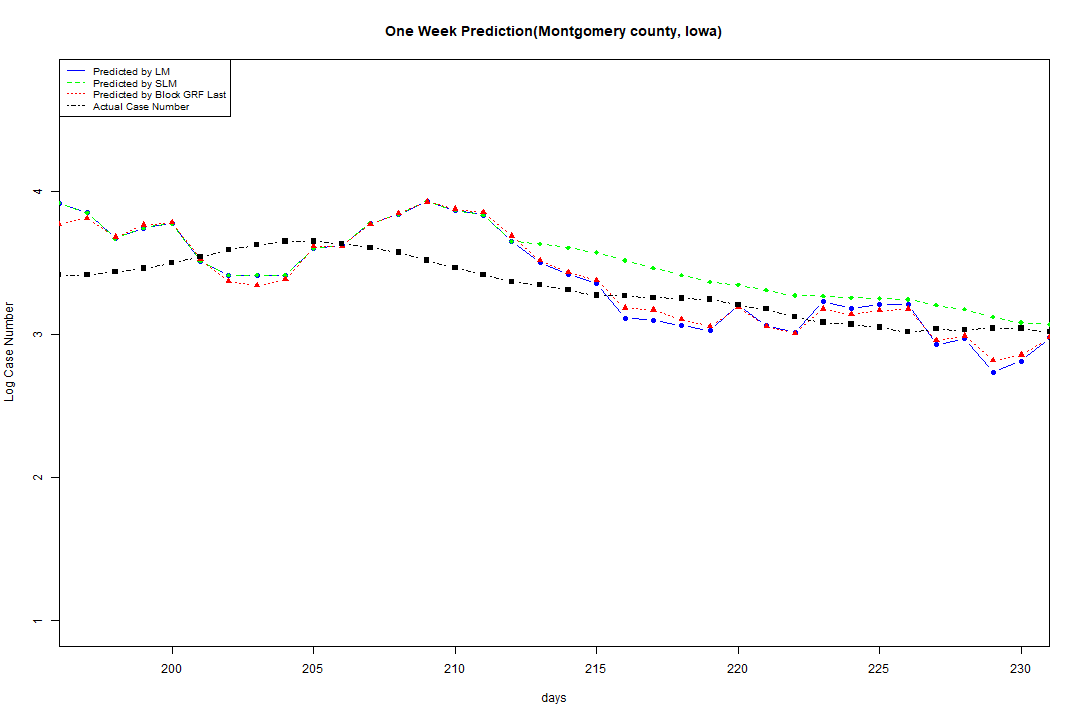 One Week Prediction(Montgomery county, Iowa)
Predicted by LM
Predicted by SLM
Predicted by Block GRF Last
Actual Case Number
4
3
2
1
Log Case Number
200 205 210 215 220 225 230
days